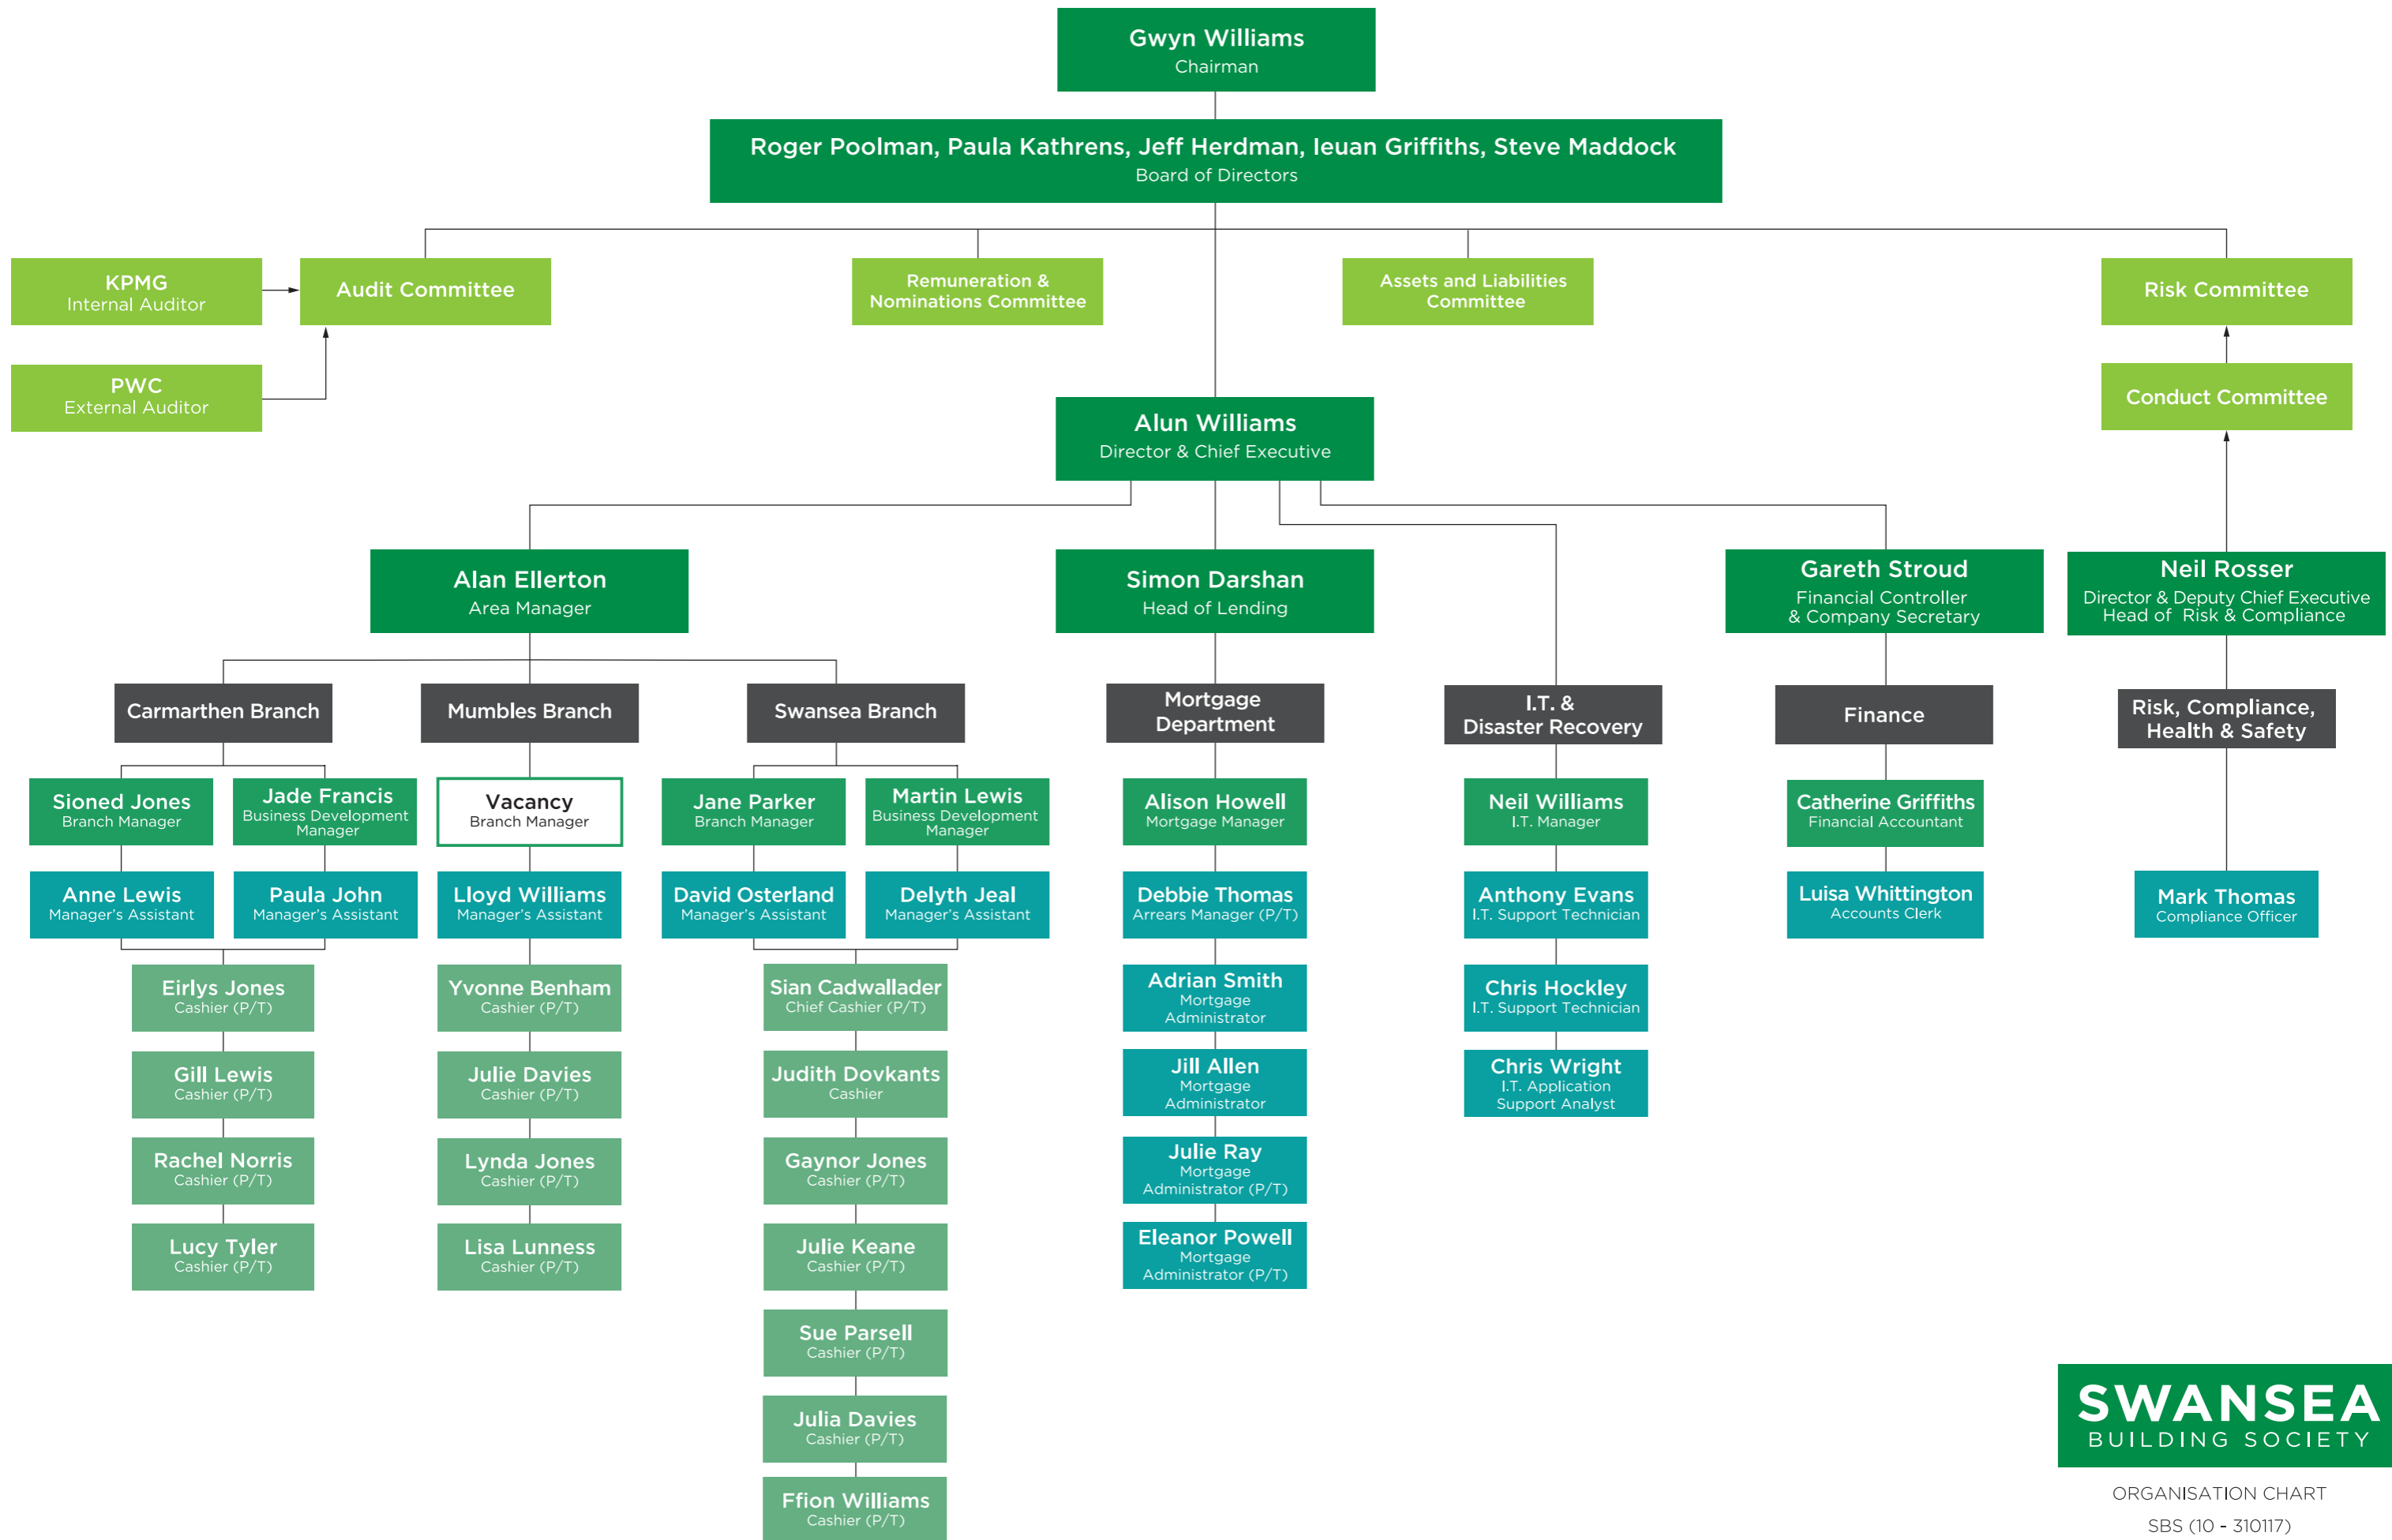 Gwyn Williams
Chairman
Roger Poolman, Paula Kathrens, Jeff Herdman, Ieuan Griffiths, Steve Maddock
Board of Directors
KPMG
Internal Auditor
Audit Committee
Remuneration &
Nominations Committee
Assets and Liabilities
Committee
Risk Committee
PWC
External Auditor
Conduct Committee
Alun Williams
Director & Chief Executive
Alan Ellerton
Area Manager
Simon Darshan
Head of Lending
Gareth Stroud
Financial Controller
& Company Secretary
Neil Rosser
Director & Deputy Chief Executive
Head of Risk & Compliance
Carmarthen Branch
Mumbles Branch
Swansea Branch
Mortgage
Department
I.T. &
Disaster Recovery
Finance
Risk, Compliance,
Health & Safety
Sioned Jones
Branch Manager
Jade Francis
Business Development
Manager
Vacancy
Branch Manager
Jane Parker
Branch Manager
Martin Lewis
Business Development
Manager
Alison Howell
Mortgage Manager
Neil Williams
I.T. Manager
Catherine Griffiths
Financial Accountant
Anne Lewis
Manager's Assistant
Paula John
Manager's Assistant
Lloyd Williams
Manager's Assistant
David Osterland
Manager's Assistant
Delyth Jeal
Manager's Assistant
Debbie Thomas
Arrears Manager (P/T)
Anthony Evans
I.T. Support Technician
Luisa Whittington
Accounts Clerk
Mark Thomas
Compliance Officer
Eirlys Jones
Cashier (P/T)
Yvonne Benham
Cashier (P/T)
Sian Cadwallader
Chief Cashier (P/T)
Adrian Smith
Mortgage
Administrator
Chris Hockley
I.T. Support Technician
Gill Lewis
Cashier (P/T)
Julie Davies
Cashier (P/T)
Judith Dovkants
Cashier
Jill Allen
Mortgage
Administrator
Chris Wright
I.T. Application
Support Analyst
Rachel Norris
Cashier (P/T)
Lynda Jones
Cashier (P/T)
Gaynor Jones
Cashier (P/T)
Julie Ray
Mortgage
Administrator (P/T)
Lucy Tyler
Cashier (P/T)
Lisa Lunness
Cashier (P/T)
Julie Keane
Cashier (P/T)
Eleanor Powell
Mortgage
Administrator (P/T)
Sue Parsell
Cashier (P/T)
Julia Davies
Cashier (P/T)
Ffion Williams
Cashier (P/T)
SWANSEA
BUILDING SOCIETY
ORGANISATION CHART
SBS (10 - 310117)